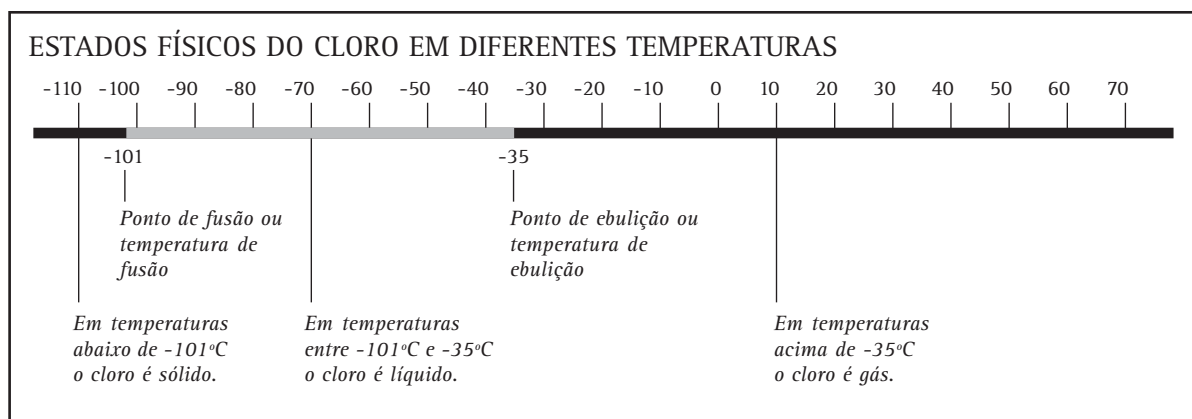 ESTADOS FÍSICOS DO CLORO EM DIFERENTES TEMPERATURAS
-110 -100 -90 -80 -70 -60 -50 -40 -30 -20 -10 0 10 20 30 40 50 60 70
-101 -35
Ponto de fusão ou
temperatura de
fusão
Ponto de ebulição ou
temperatura de
ebulição
Em temperaturas
abaixo de -101ºC
o cloro é sólido.
Em temperaturas
entre -101ºC e -35ºC
o cloro é líquido.
Em temperaturas
acima de -35ºC
o cloro é gás.